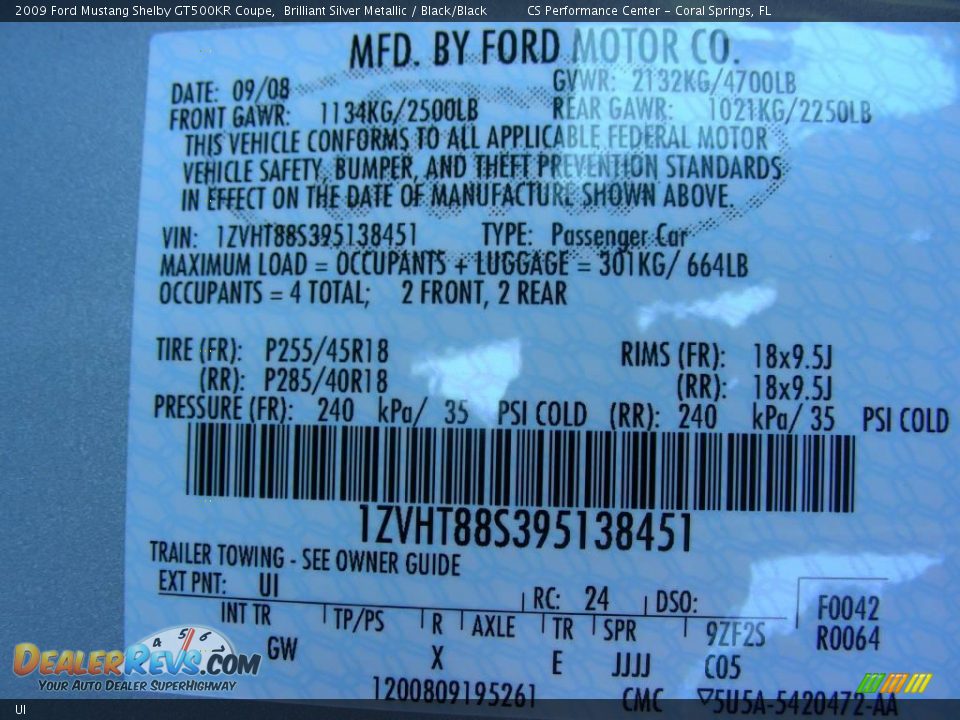 2009 Ford Mustang Shelby GT500KR Coupe, Brilliant Silver Metallic / Black/Black CS Performance Center - Coral Springs, FL
MFD. BY FORD MOTOR CO.
DATE: 09/08 GVWR: 2132KG/4700LB
FRONT GAWR: 1134KG/2500LB REAR GAWR: 1021KG/2250LB
THIS VEHICLE CONFORMS TO ALL APPLICABLE FEDERAL MOTOR
VEHICLE SAFETY, BUMPER, AND THEFT PREVENTION STANDARDS
IN EFFECT ON THE DATE OF MANUFACTURE SHOWN ABOVE.
VIN: 1ZVHT88S395138451 TYPE: Passenger Car
MAXIMUM LOAD = OCCUPANTS + LUGGAGE = 301KG/ 664LB
OCCUPANTS = 4 TOTAL; 2 FRONT, 2 REAR
TIRE (FR): P255/45R18 RIMS (FR): 18x9.5J
(RR): P285/40R18 (RR): 18x9.5J
PRESSURE (FR): 240 kPa/ 35 PSI COLD (RR): 240 kPa/ 35 PSI COLD
1ZVHT88S395138451
TRAILER TOWING - SEE OWNER GUIDE
EXT PNT: UI RC: 24 DSO: F0042
INT TR TP/PS R AXLE TR SPR 9ZF2S R0064
GW X E JJJJ C05
1200809195261 CMC ▽5U5A-5420472-AA
4 5 6
DealerRevs.com
Your Auto Dealer SuperHighway
UI